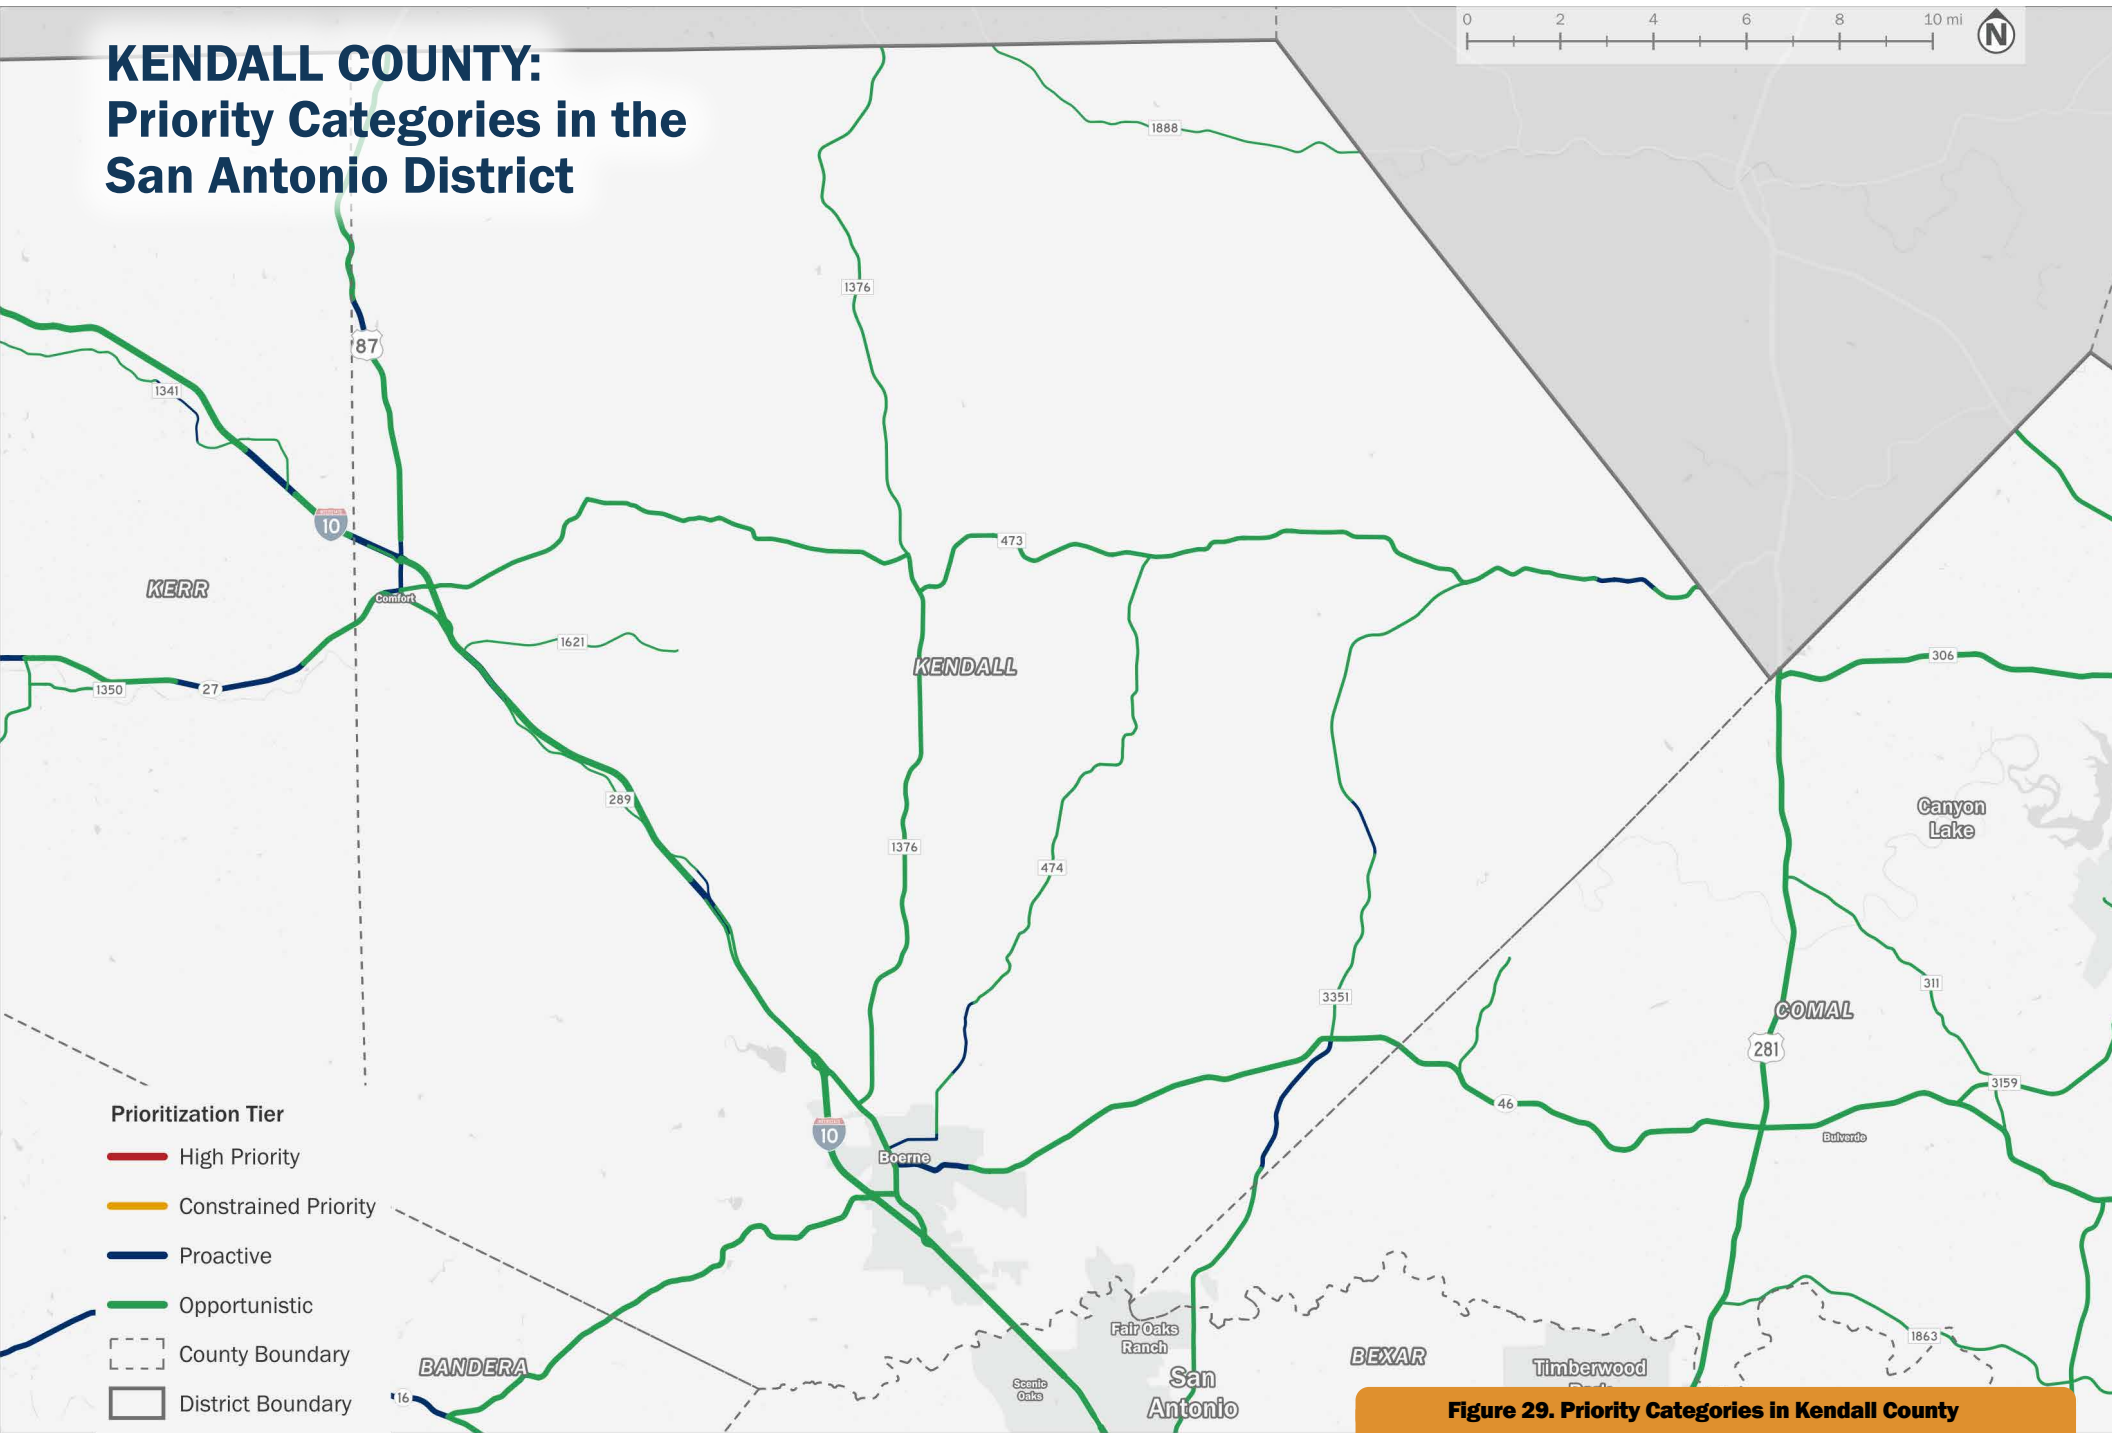 KENDALL COUNTY:
Priority Categories in the
San Antonio District
0 2 4 6 8 10 mi
N
1888
1376
87
1341
10
473
KERR
Comfort
1621
KENDALL
306
1350
27
289
Canyon
Lake
1376
474
311
3351
COMAL
281
3159
46
10
Bulverde
Boerne
Prioritization Tier
High Priority
Constrained Priority
Proactive
Opportunistic
County Boundary
District Boundary
Fair Oaks
Ranch
1863
BANDERA
BEXAR
Timberwood
16
Scenic
Oaks
San
Antonio
Figure 29. Priority Categories in Kendall County